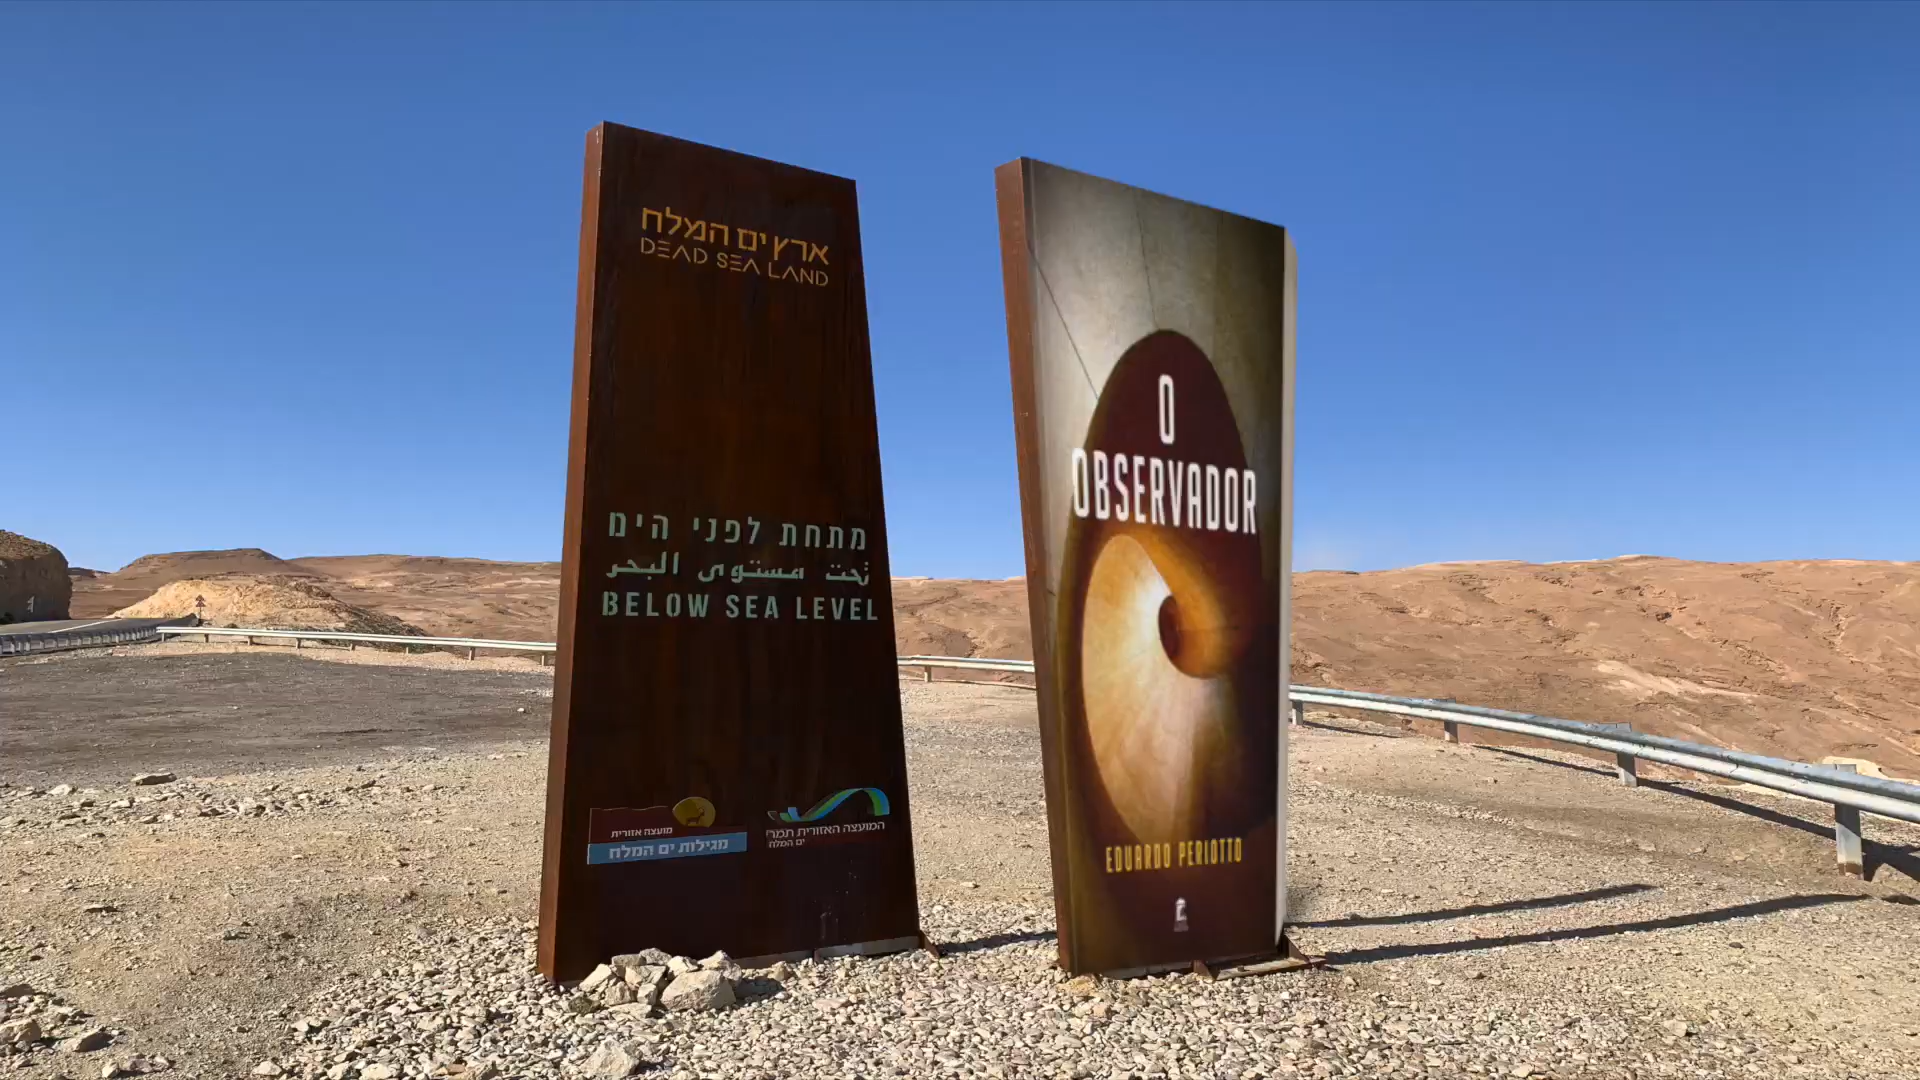 ארץ ים המלח
DEAD SEA LAND
מתחת לפני הים
تحت مستوى البحر
BELOW SEA LEVEL
מועצה אזורית
מגילות ים המלח
המועצה האזורית תמר
ים המלח
O
OBSERVADOR
EDUARDO PERIOTTO